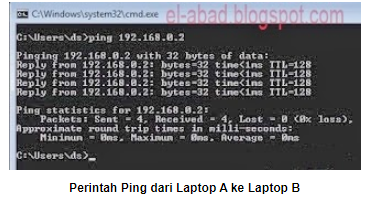 C:\Windows\system32\cmd.exe
el-abad.blogspot.com
C:\Users\ds>ping 192.168.0.2
Pinging 192.168.0.2 with 32 bytes of data:
Reply from 192.168.0.2: bytes=32 time<1ms TTL=128
Reply from 192.168.0.2: bytes=32 time<1ms TTL=128
Reply from 192.168.0.2: bytes=32 time<1ms TTL=128
Reply from 192.168.0.2: bytes=32 time<1ms TTL=128
Ping statistics for 192.168.0.2:
Packets: Sent = 4, Received = 4, Lost = 0 (0% loss),
Approximate round trip times in milli-seconds:
Minimum = 0ms, Maximum = 0ms, Average = 0ms
C:\Users\ds>_
Perintah Ping dari Laptop A ke Laptop B